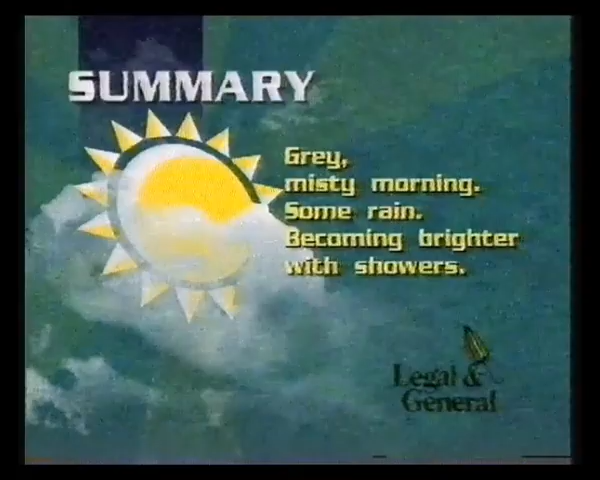 SUMMARY
Grey,
misty morning.
Some rain.
Becoming brighter
with showers.
Legal &
General